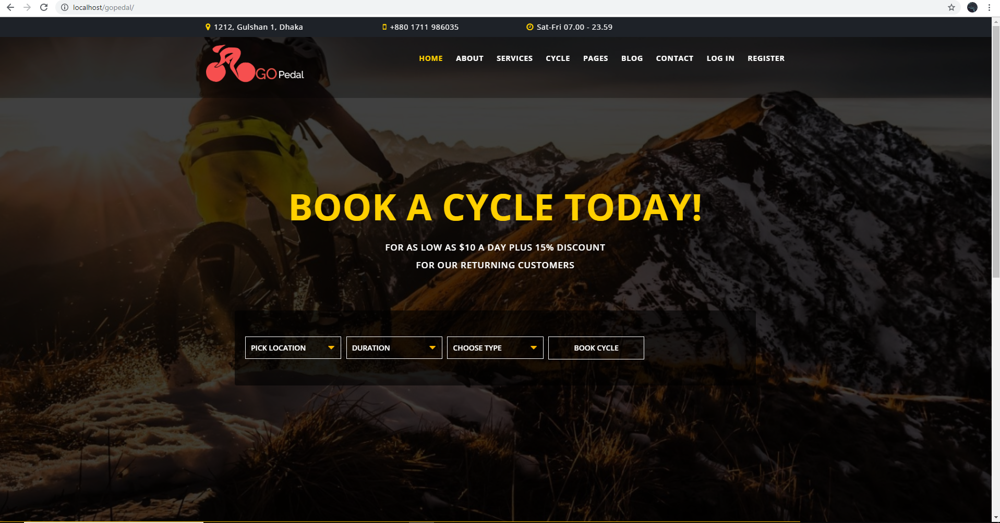 localhost/gopedal/
1212, Gulshan 1, Dhaka
+880 1711 986035
Sat-Fri 07.00 - 23.59
GO Pedal
HOME ABOUT SERVICES CYCLE PAGES BLOG CONTACT LOG IN REGISTER
BOOK A CYCLE TODAY!
FOR AS LOW AS $10 A DAY PLUS 15% DISCOUNT
FOR OUR RETURNING CUSTOMERS
PICK LOCATION
DURATION
CHOOSE TYPE
BOOK CYCLE